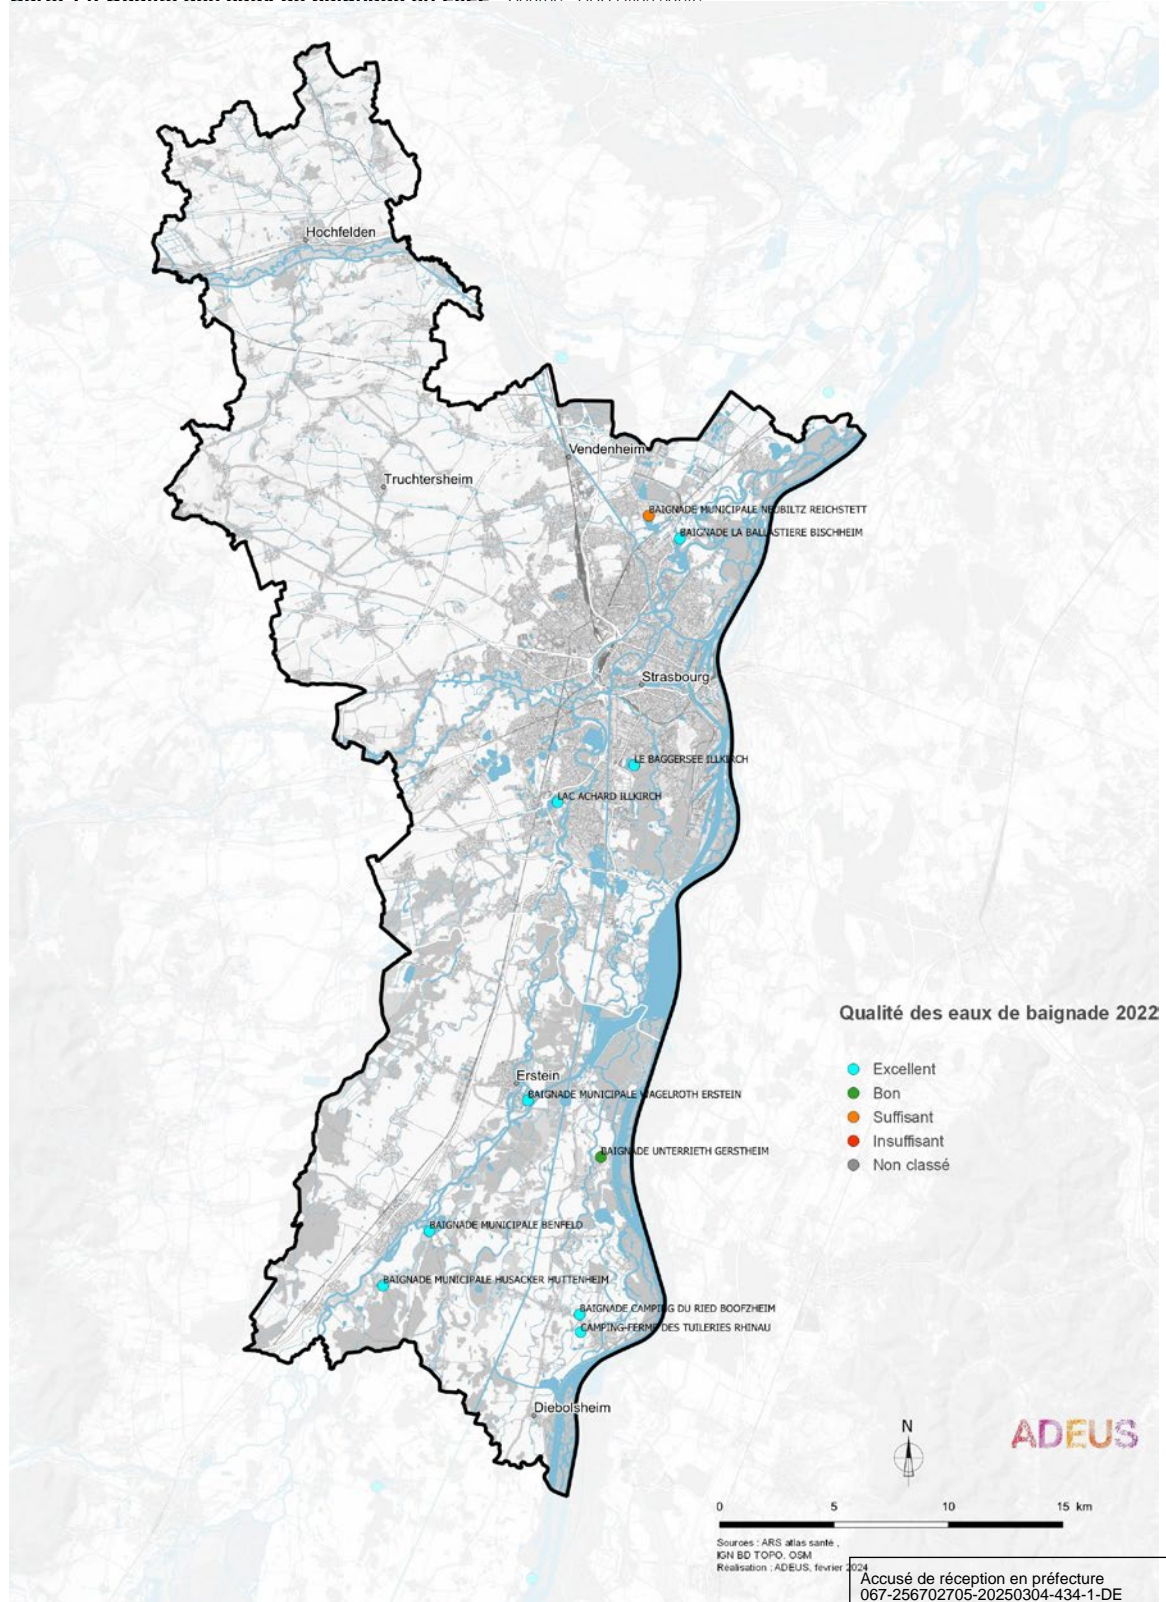 Hochfelden
Vendenheim
Truchtersheim
BAIGNADE MUNICIPALE NEUBILTZ REICHSTETT
BAIGNADE LA BALLASTIERE BISCHHEIM
Strasbourg
LE BAGGERSEE ILLKIRCH
LAC ACHARD ILLKIRCH
Qualité des eaux de baignade 2022
Excellent
Bon
Suffisant
Insuffisant
Non classé
Erstein
BAIGNADE MUNICIPALE WAGELROTH ERSTEIN
BAIGNADE UNTERRIETH GERSTHEIM
BAIGNADE MUNICIPALE BENFELD
BAIGNADE MUNICIPALE HUSACKER HUTTENHEIM
BAIGNADE CAMPING DU RIED BOOFZHEIM
CAMPING-FERME DES TUILERIES RHINAU
Diebolsheim
N
ADEUS
0 5 10 15 km
Sources : ARS atlas santé ,
IGN BD TOPO, OSM
Réalisation : ADEUS, février 2024
Accusé de réception en préfecture
067-256702705-20250304-434-1-DE